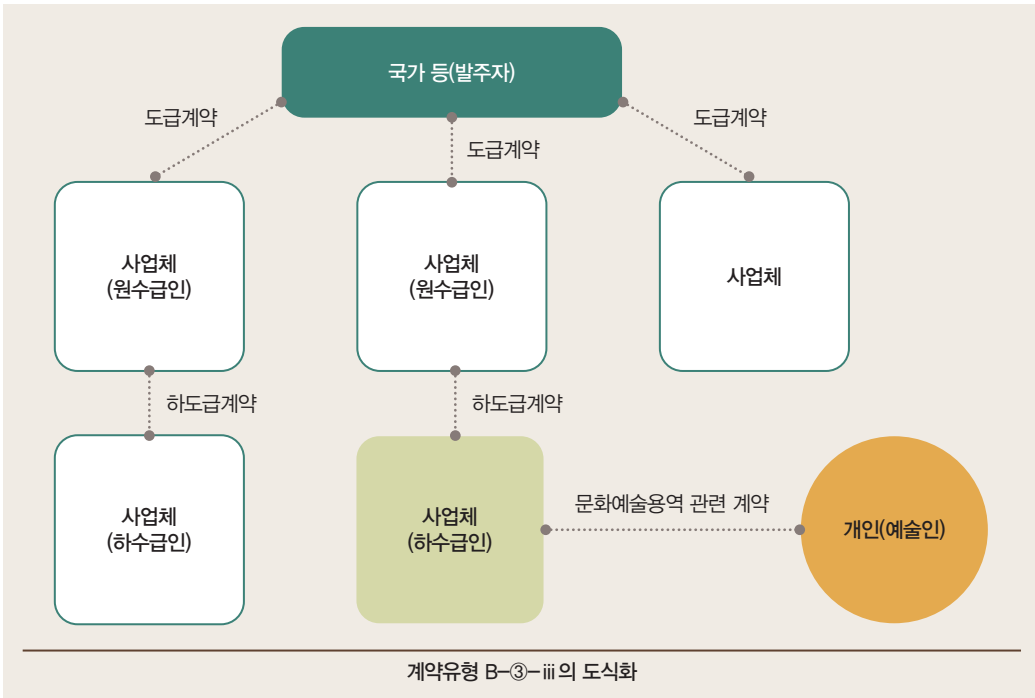 국가 등(발주자)
도급계약
도급계약
도급계약
사업체
(원수급인)
사업체
(원수급인)
사업체
하도급계약
하도급계약
사업체
(하수급인)
사업체
(하수급인)
문화예술용역 관련 계약
개인(예술인)
계약유형 B-③-ⅲ의 도식화